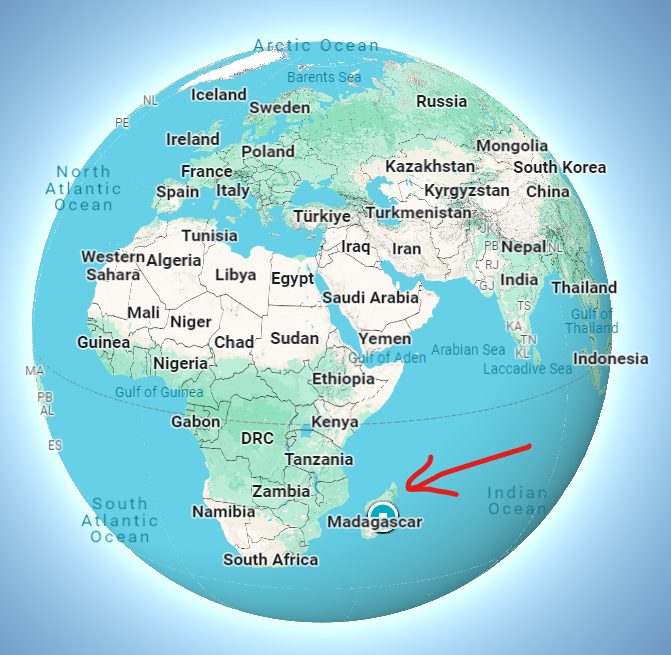 Arctic Ocean
Barents Sea
Iceland
NL
Sweden
Russia
PE
Ireland
Poland
Mongolia
France
Kazakhstan
South Korea
North
Atlantic
Ocean
Spain
Italy
Kyrgyzstan
China
Türkiye
Turkmenistan
Tunisia
JK
Western
Sahara
Algeria
Libya
Egypt
Iraq
Iran
PB
Nepal
NL
RJ
GJ
India
Thailand
Saudi Arabia
Mali
Niger
TS
Gulf of
Thailand
Guinea
Chad
Sudan
Yemen
KA
TN
KL
Arabian Sea
Gulf of Aden
Nigeria
Laccadive Sea
Indonesia
MA
Ethiopia
PB
AL
Gulf of Guinea
Gabon
Kenya
DRC
ES
Tanzania
Zambia
South
Atlantic
Ocean
Namibia
Madagascar
Indian
Ocean
South Africa